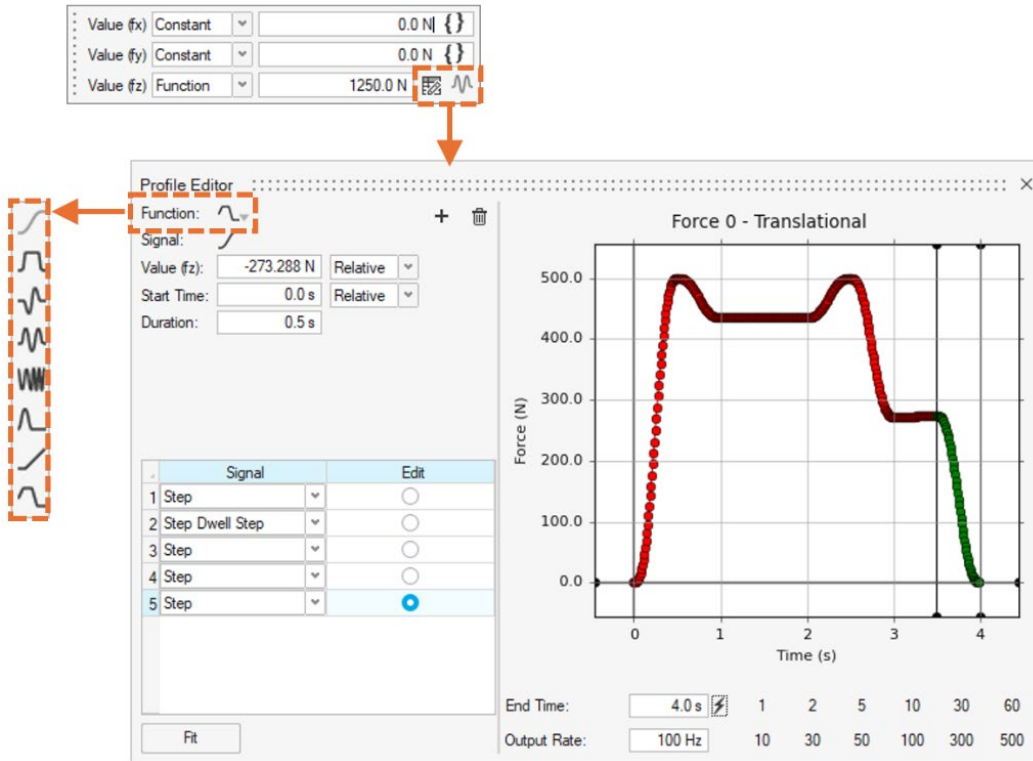 Value (fx) Constant 0.0 N {}
Value (fy) Constant 0.0 N {}
Value (fz) Function 1250.0 N
Profile Editor
Function:
Signal:
Value (fz): -273.288 N Relative
Start Time: 0.0 s Relative
Duration: 0.5 s
Signal Edit
1 Step
2 Step Dwell Step
3 Step
4 Step
5 Step
Fit
Force 0 - Translational
Force (N)
500.0
400.0
300.0
200.0
100.0
0.0
0 1 2 3 4
Time (s)
End Time: 4.0 s 1 2 5 10 30 60
Output Rate: 100 Hz 10 30 50 100 300 500